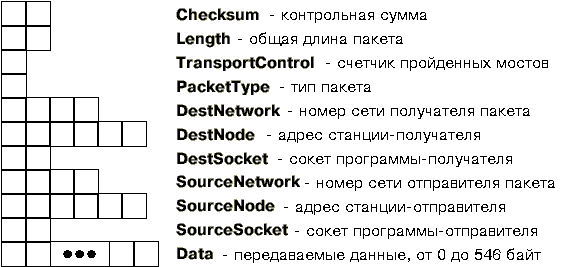 Checksum - контрольная сумма
Length - общая длина пакета
TransportControl - счетчик пройденных мостов
PacketType - тип пакета
DestNetwork - номер сети получателя пакета
DestNode - адрес станции-получателя
DestSocket - сокет программы-получателя
SourceNetwork - номер сети отправителя пакета
SourceNode - адрес станции-отправителя
SourceSocket - сокет программы-отправителя
Data - передаваемые данные, от 0 до 546 байт